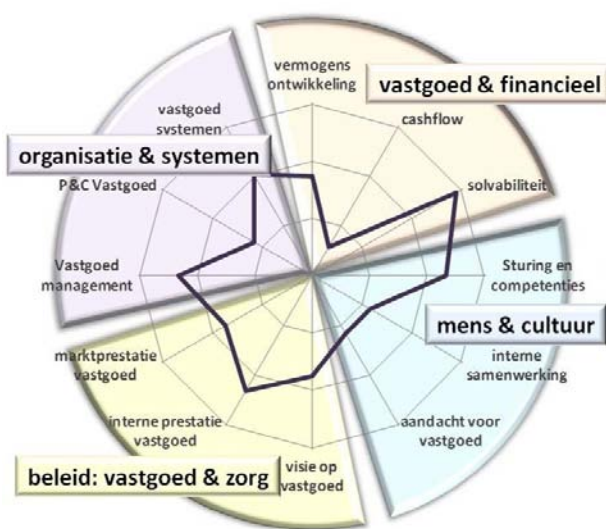 vermogens
ontwikkeling
vastgoed & financieel
cashflow
solvabiliteit
Sturing en
competenties
mens & cultuur
interne
samenwerking
aandacht voor
vastgoed
visie op
vastgoed
beleid: vastgoed & zorg
interne prestatie
vastgoed
marktprestatie
vastgoed
Vastgoed
management
P&C Vastgoed
organisatie & systemen
vastgoed
systemen